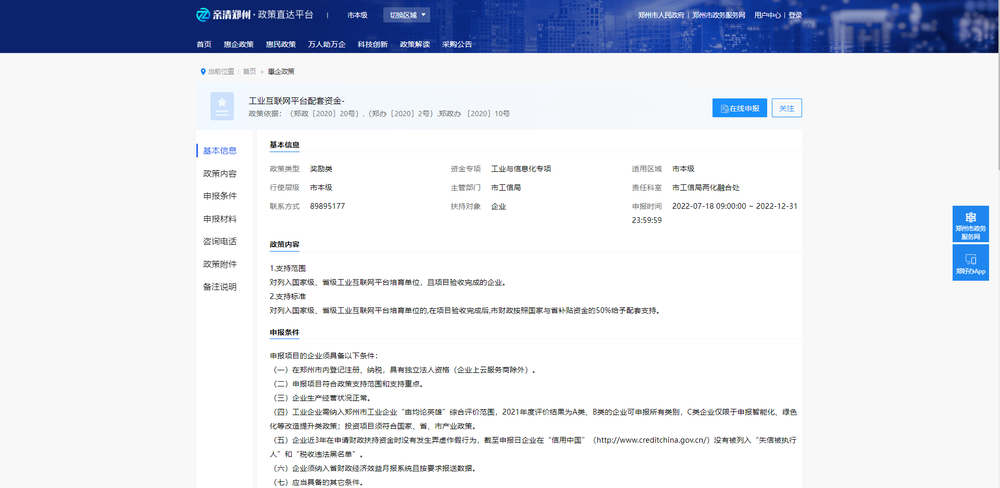 亲清郑州·政策直达平台 | 市本级 切换区域 郑州市人民政府 | 郑州市政务服务网 用户中心 | 登录
首页 惠企政策 惠民政策 万人助万企 科技创新 政策解读 采购公告
当前位置 : 首页 > 惠企政策
工业互联网平台配套资金-
政策依据：（郑政〔2020〕20号）,（郑办〔2020〕2号）,郑政办 〔2020〕10号
在线申报 关注
基本信息
政策内容
申报条件
申报材料
咨询电话
政策附件
备注说明
基本信息
政策类型 奖励类 资金专项 工业与信息化专项 适用区域 市本级
行使层级 市本级 主管部门 市工信局 责任科室 市工信局两化融合处
联系方式 89895177 扶持对象 企业 申报时间 2022-07-18 09:00:00 ~ 2022-12-31
23:59:59
政策内容
1.支持范围
对列入国家级、省级工业互联网平台培育单位，且项目验收完成的企业。
2.支持标准
对列入国家级、省级工业互联网平台培育单位的,在项目验收完成后,市财政按照国家与省补贴资金的50%给予配套支持。
申报条件
申报项目的企业须具备以下条件：
（一）在郑州市内登记注册、纳税，具有独立法人资格（企业上云服务商除外）。
（二）申报项目符合政策支持范围和支持重点。
（三）企业生产经营状况正常。
（四）工业企业需纳入郑州市工业企业“亩均论英雄”综合评价范围，2021年度评价结果为A类、B类的企业可申报所有类别，C类企业仅限于申报智能化、绿色
化等改造提升类政策；投资项目须符合国家、省、市产业政策。
（五）企业近3年在申请财政扶持资金时没有发生弄虚作假行为，截至申报日企业在“信用中国”（http://www.creditchina.gov.cn/）没有被列入“失信被执行
人”和“税收违法黑名单”。
（六）企业须纳入省财政经济效益月报系统且按要求报送数据。
（七）应当具备的其它条件。
郑州市政务
服务网
郑好办App